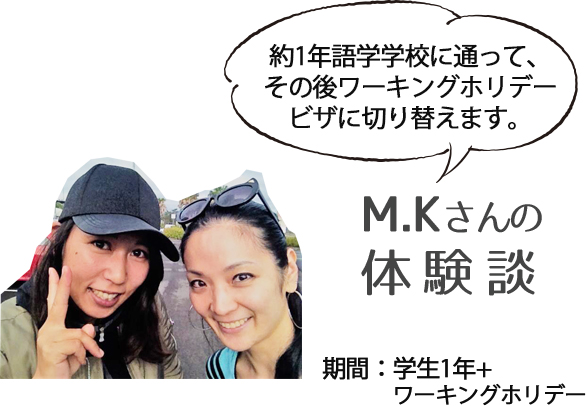 約1年語学学校に通って、
その後ワーキングホリデー
ビザに切り替えます。
M.Kさんの
体験談
期間：学生1年+
ワーキングホリデー